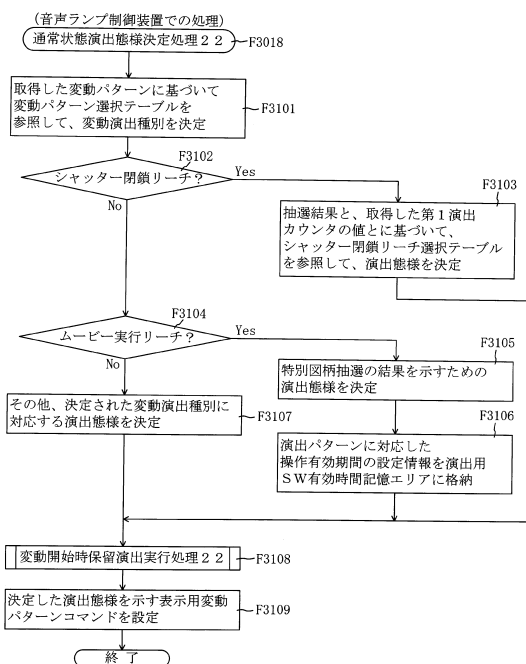 (音声ランプ制御装置での処理)
通常状態演出態様決定処理22
F3018
取得した変動パターンに基づいて
変動パターン選択テーブルを
参照して、変動演出種別を決定
F3101
F3102
シャッター閉鎖リーチ?
Yes
No
F3103
抽選結果と、取得した第1演出
カウンタの値とに基づいて、
シャッター閉鎖リーチ選択テーブル
を参照して、演出態様を決定
F3104
ムービー実行リーチ?
Yes
No
F3105
特別図柄抽選の結果を示すための
演出態様を決定
その他、決定された変動演出種別に
対応する演出態様を決定
F3107
F3106
演出パターンに対応した
操作有効期間の設定情報を演出用
SW有効時間記憶エリアに格納
変動開始時保留演出実行処理22
F3108
決定した演出態様を示す表示用変動
パターンコマンドを設定
F3109
終了